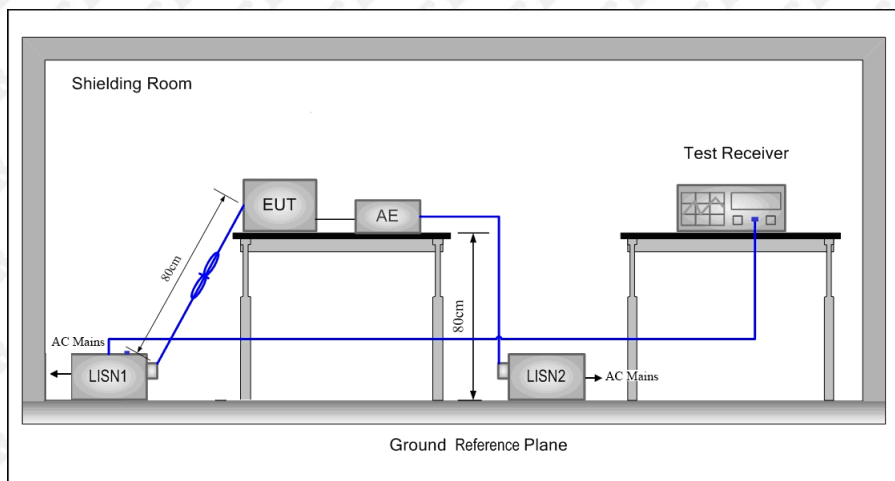 Shielding Room
Test Receiver
EUT
AE
80cm
80cm
AC Mains
LISN1
LISN2
AC Mains
Ground Reference Plane